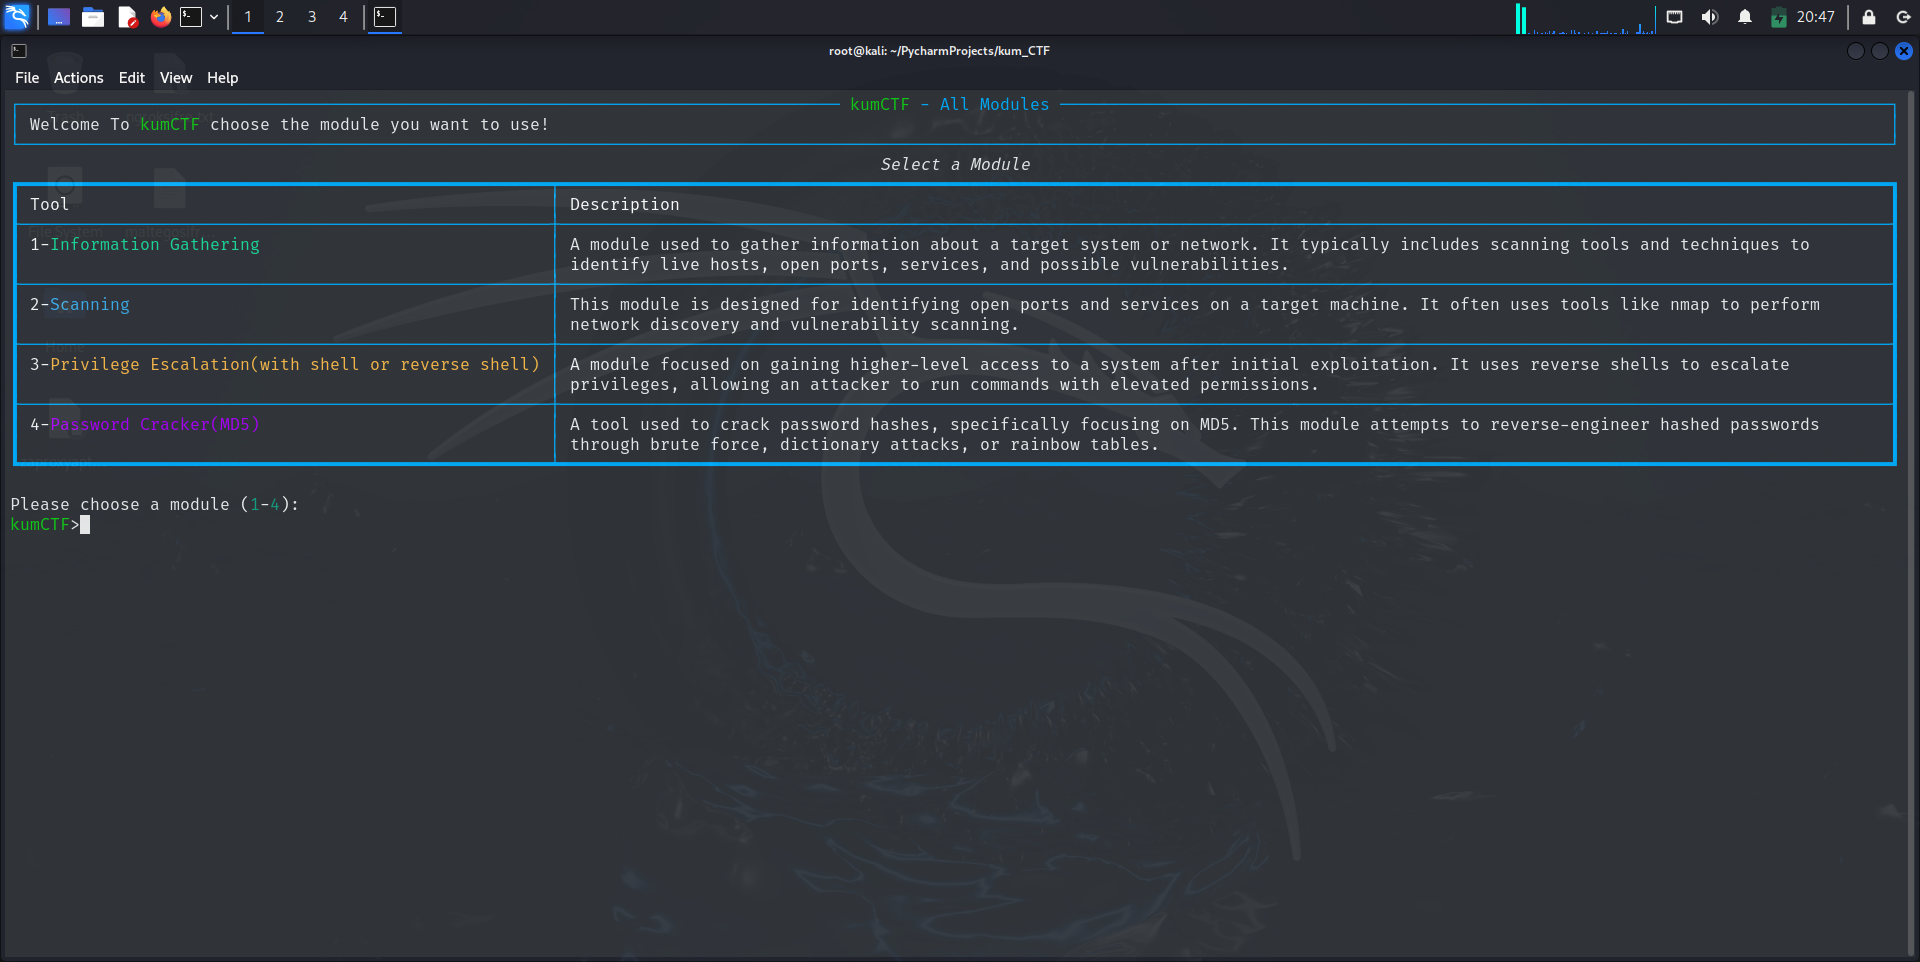 1 2 3 4
20:47
root@kali: ~/PycharmProjects/kum_CTF
File Actions Edit View Help
kumCTF - All Modules
Welcome To kumCTF choose the module you want to use!
Select a Module
Tool Description
1-Information Gathering A module used to gather information about a target system or network. It typically includes scanning tools and techniques to
identify live hosts, open ports, services, and possible vulnerabilities.
2-Scanning This module is designed for identifying open ports and services on a target machine. It often uses tools like nmap to perform
network discovery and vulnerability scanning.
3-Privilege Escalation(with shell or reverse shell) A module focused on gaining higher-level access to a system after initial exploitation. It uses reverse shells to escalate
privileges, allowing an attacker to run commands with elevated permissions.
4-Password Cracker(MD5) A tool used to crack password hashes, specifically focusing on MD5. This module attempts to reverse-engineer hashed passwords
through brute force, dictionary attacks, or rainbow tables.
Please choose a module (1-4):
kumCTF>